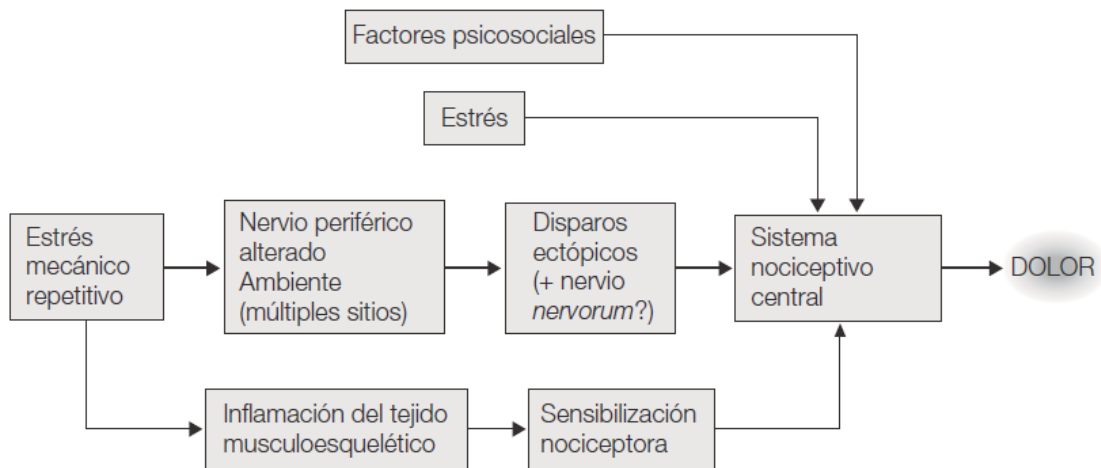 Factores psicosociales
Estrés
Estrés
mecánico
repetitivo
Nervio periférico
alterado
Ambiente
(múltiples sitios)
Disparos
ectópicos
(+ nervio
nervorum?)
Sistema
nociceptivo
central
DOLOR
Inflamación del tejido
musculoesquelético
Sensibilización
nociceptora